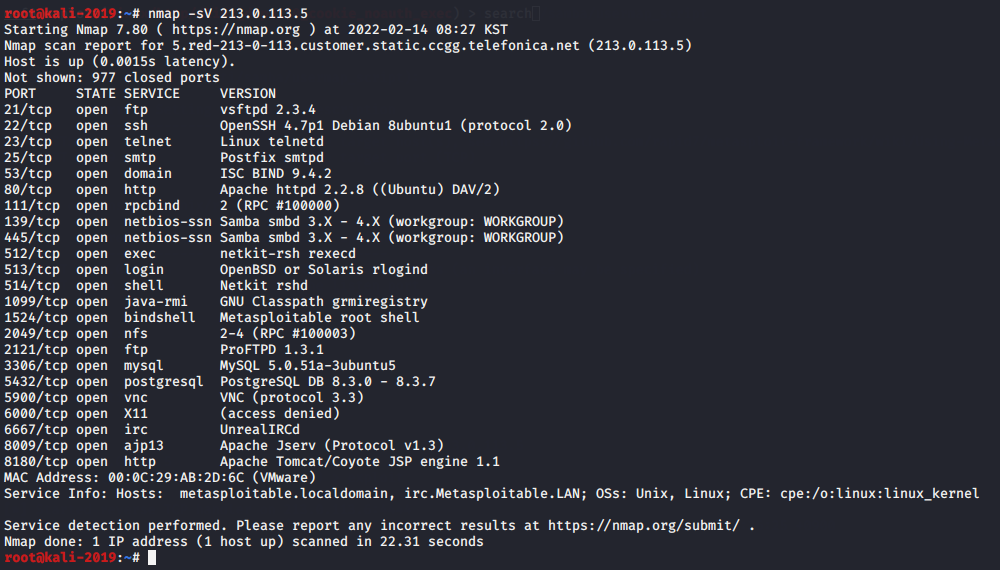 root@kali-2019:~# nmap -sV 213.0.113.5 ) > search
Starting Nmap 7.80 ( https://nmap.org ) at 2022-02-14 08:27 KST
Nmap scan report for 5.red-213-0-113.customer.static.ccgg.telefonica.net (213.0.113.5)
Host is up (0.0015s latency).
Not shown: 977 closed ports
PORT     STATE SERVICE     VERSION
21/tcp   open  ftp         vsftpd 2.3.4
22/tcp   open  ssh         OpenSSH 4.7p1 Debian 8ubuntu1 (protocol 2.0)
23/tcp   open  telnet      Linux telnetd
25/tcp   open  smtp        Postfix smtpd
53/tcp   open  domain      ISC BIND 9.4.2
80/tcp   open  http        Apache httpd 2.2.8 ((Ubuntu) DAV/2)
111/tcp  open  rpcbind     2 (RPC #100000)
139/tcp  open  netbios-ssn Samba smbd 3.X - 4.X (workgroup: WORKGROUP)
445/tcp  open  netbios-ssn Samba smbd 3.X - 4.X (workgroup: WORKGROUP)
512/tcp  open  exec        netkit-rsh rexecd
513/tcp  open  login       OpenBSD or Solaris rlogind
514/tcp  open  shell       Netkit rshd
1099/tcp open  java-rmi    GNU Classpath grmiregistry
1524/tcp open  bindshell   Metasploitable root shell
2049/tcp open  nfs         2-4 (RPC #100003)
2121/tcp open  ftp         ProFTPD 1.3.1
3306/tcp open  mysql       MySQL 5.0.51a-3ubuntu5
5432/tcp open  postgresql  PostgreSQL DB 8.3.0 - 8.3.7
5900/tcp open  vnc         VNC (protocol 3.3)
6000/tcp open  X11         (access denied)
6667/tcp open  irc         UnrealIRCd
8009/tcp open  ajp13       Apache Jserv (Protocol v1.3)
8180/tcp open  http        Apache Tomcat/Coyote JSP engine 1.1
MAC Address: 00:0C:29:AB:2D:6C (VMware)
Service Info: Hosts:  metasploitable.localdomain, irc.Metasploitable.LAN; OSs: Unix, Linux; CPE: cpe:/o:linux:linux_kernel
Service detection performed. Please report any incorrect results at https://nmap.org/submit/ .
Nmap done: 1 IP address (1 host up) scanned in 22.31 seconds
root@kali-2019:~#